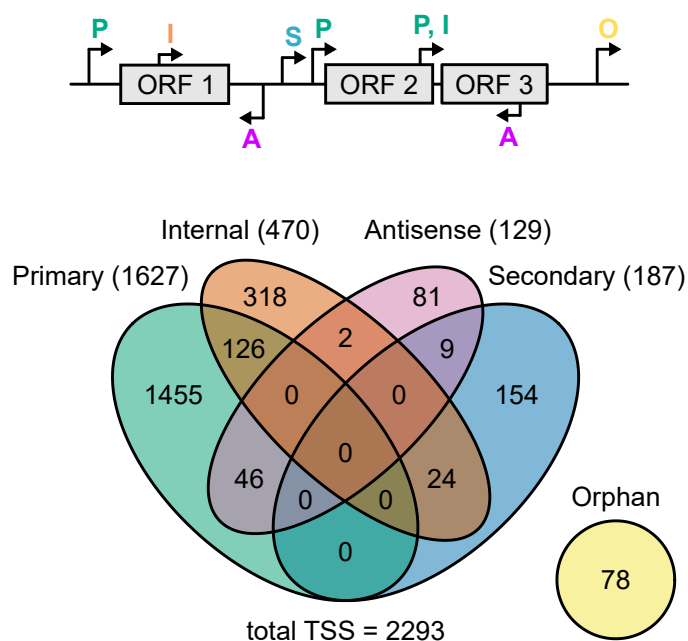 P I S P P, I O
ORF 1 ORF 2 ORF 3
A A
Internal (470) Antisense (129)
Primary (1627) Secondary (187)
318 81
126 2 9
1455 0 0 154
0
46 0 0 24
0
Orphan
78
total TSS = 2293